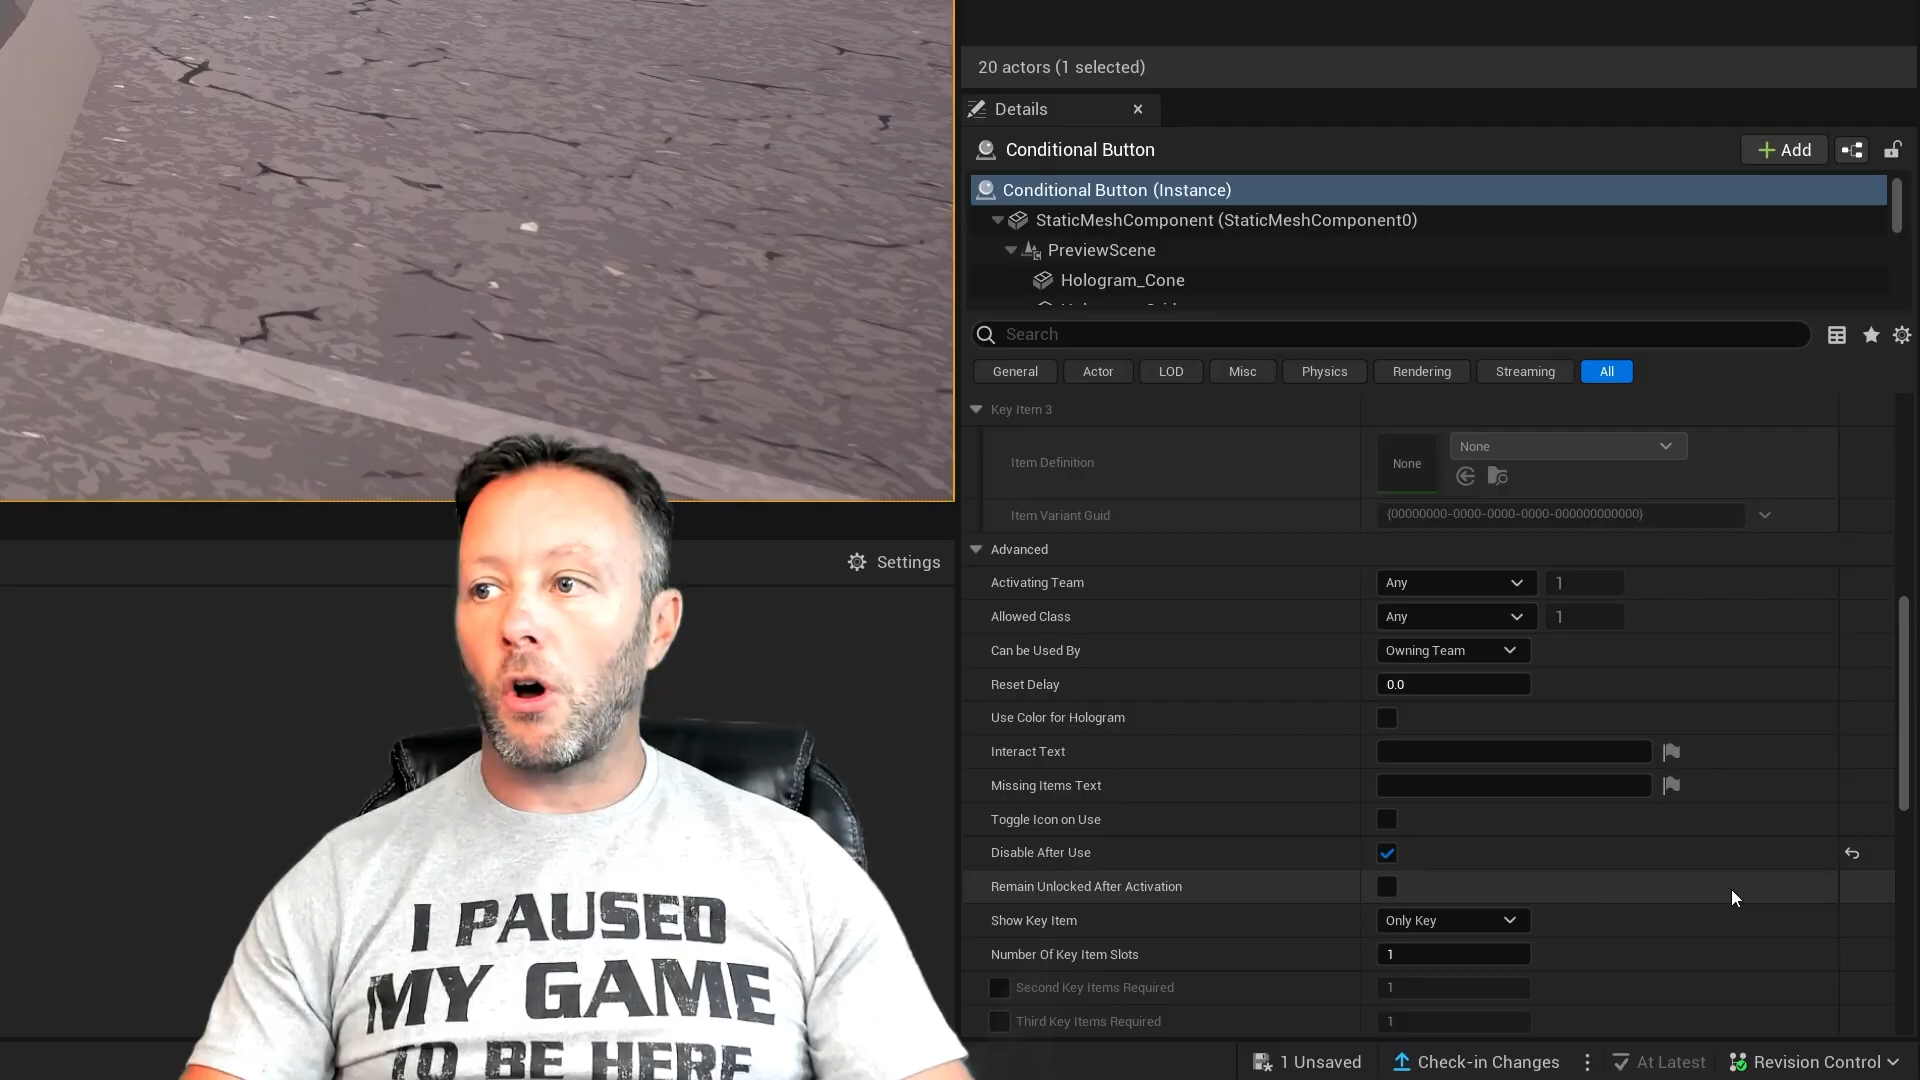 20 actors (1 selected)
Details
Conditional Button
Add
Conditional Button (Instance)
StaticMeshComponent (StaticMeshComponent0)
PreviewScene
Hologram_Cone
Search
General Actor LOD Misc Physics Rendering Streaming All
Key Item 3
Item Definition None None
Item Variant Guid {00000000-0000-0000-0000-000000000000}
Advanced
Activating Team Any 1
Allowed Class Any 1
Can be Used By Owning Team
Reset Delay 0.0
Use Color for Hologram
Interact Text
Missing Items Text
Toggle Icon on Use
Disable After Use
Remain Unlocked After Activation
Show Key Item Only Key
Number Of Key Item Slots 1
Second Key Items Required 1
Third Key Items Required 1
1 Unsaved Check-in Changes At Latest Revision Control
Settings
I PAUSED
MY GAME
TO BE HERE